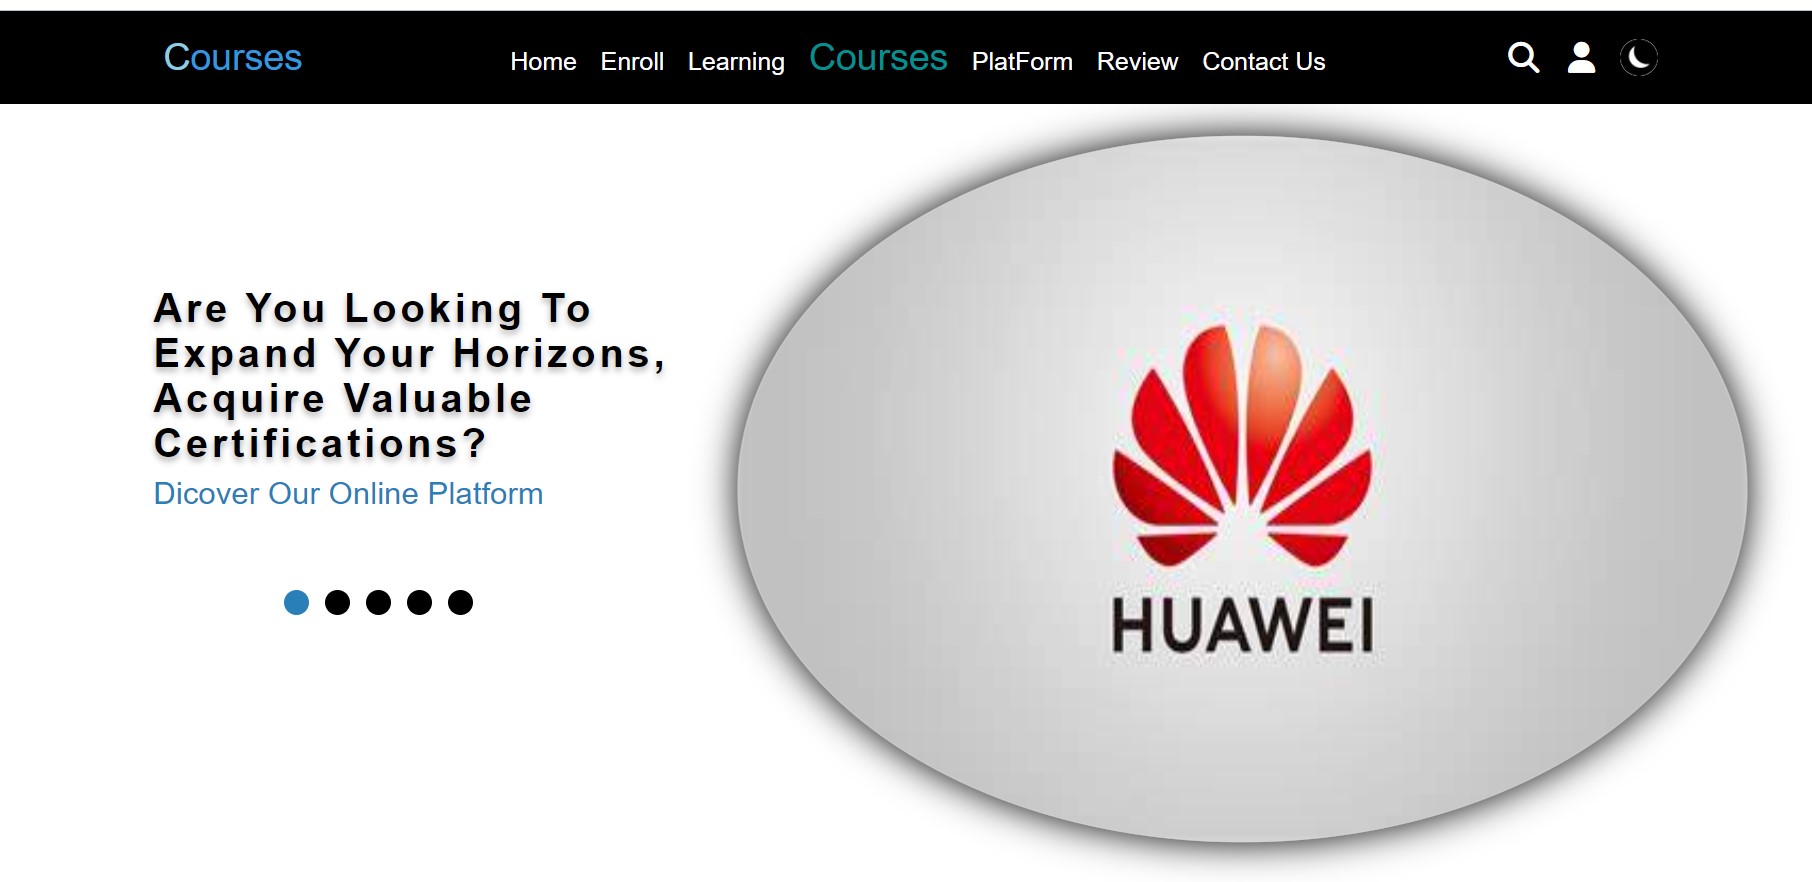 Courses
Home Enroll Learning Courses PlatForm Review Contact Us
Are You Looking To
Expand Your Horizons,
Acquire Valuable
Certifications?
Dicover Our Online Platform
HUAWEI